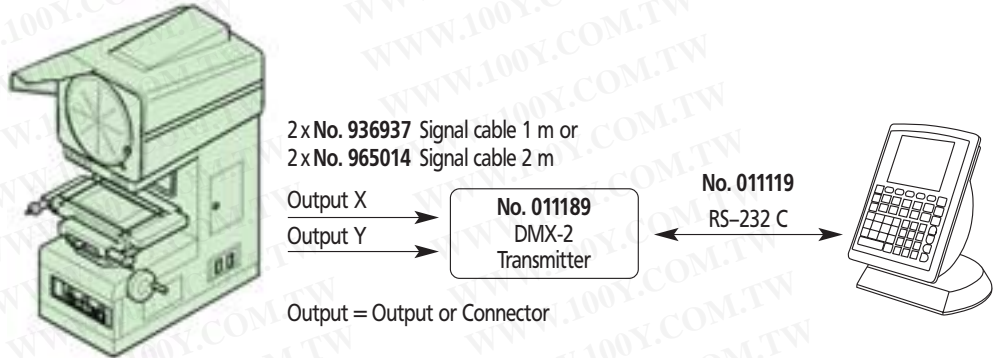 2 x No. 936937 Signal cable 1 m or
2 x No. 965014 Signal cable 2 m
Output X
Output Y
No. 011189
DMX-2
Transmitter
No. 011119
RS–232 C
Output = Output or Connector
WWW.100Y.COM.TW